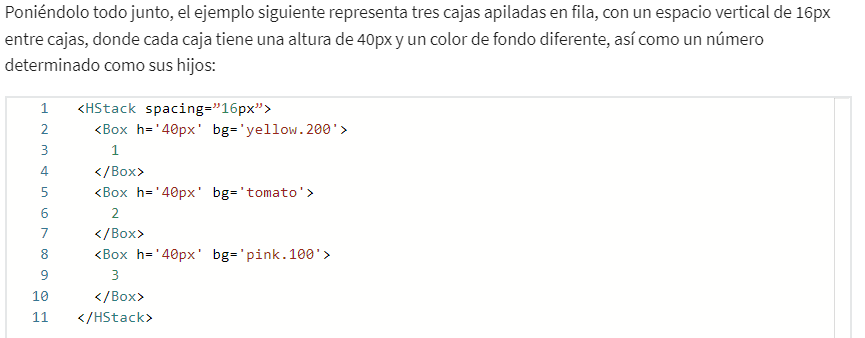 Poniéndolo todo junto, el ejemplo siguiente representa tres cajas apiladas en fila, con un espacio vertical de 16px
entre cajas, donde cada caja tiene una altura de 40px y un color de fondo diferente, así como un número
determinado como sus hijos:
1 <HStack spacing=”16px”>
2 <Box h='40px' bg='yellow.200'>
3 1
4 </Box>
5 <Box h='40px' bg='tomato'>
6 2
7 </Box>
8 <Box h='40px' bg='pink.100'>
9 3
10 </Box>
11 </HStack>